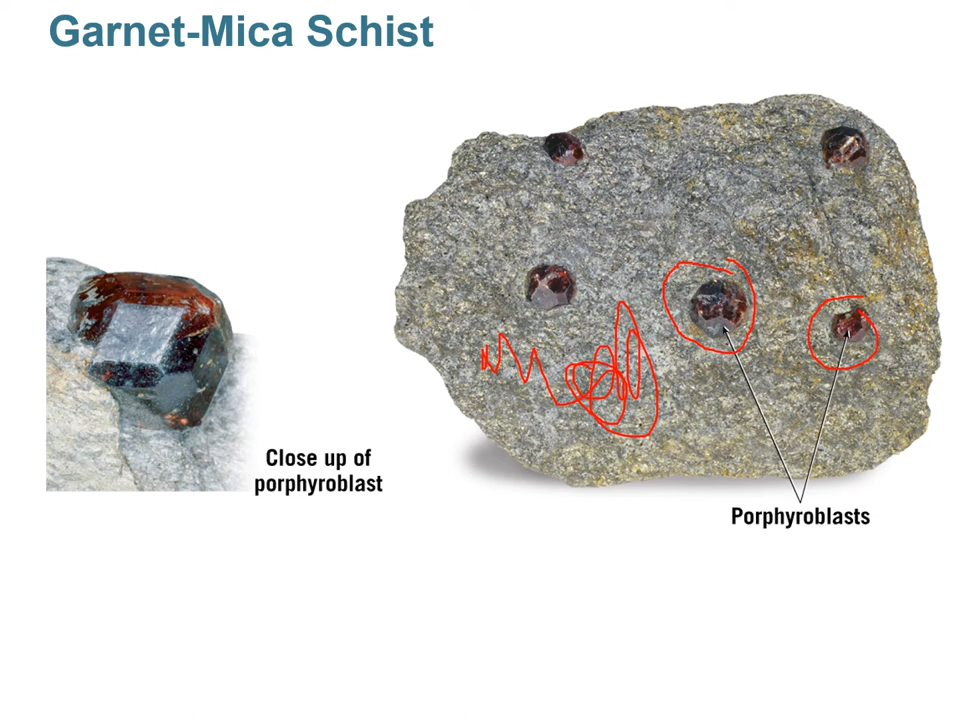 Garnet-Mica Schist
Close up of
porphyroblast
Porphyroblasts